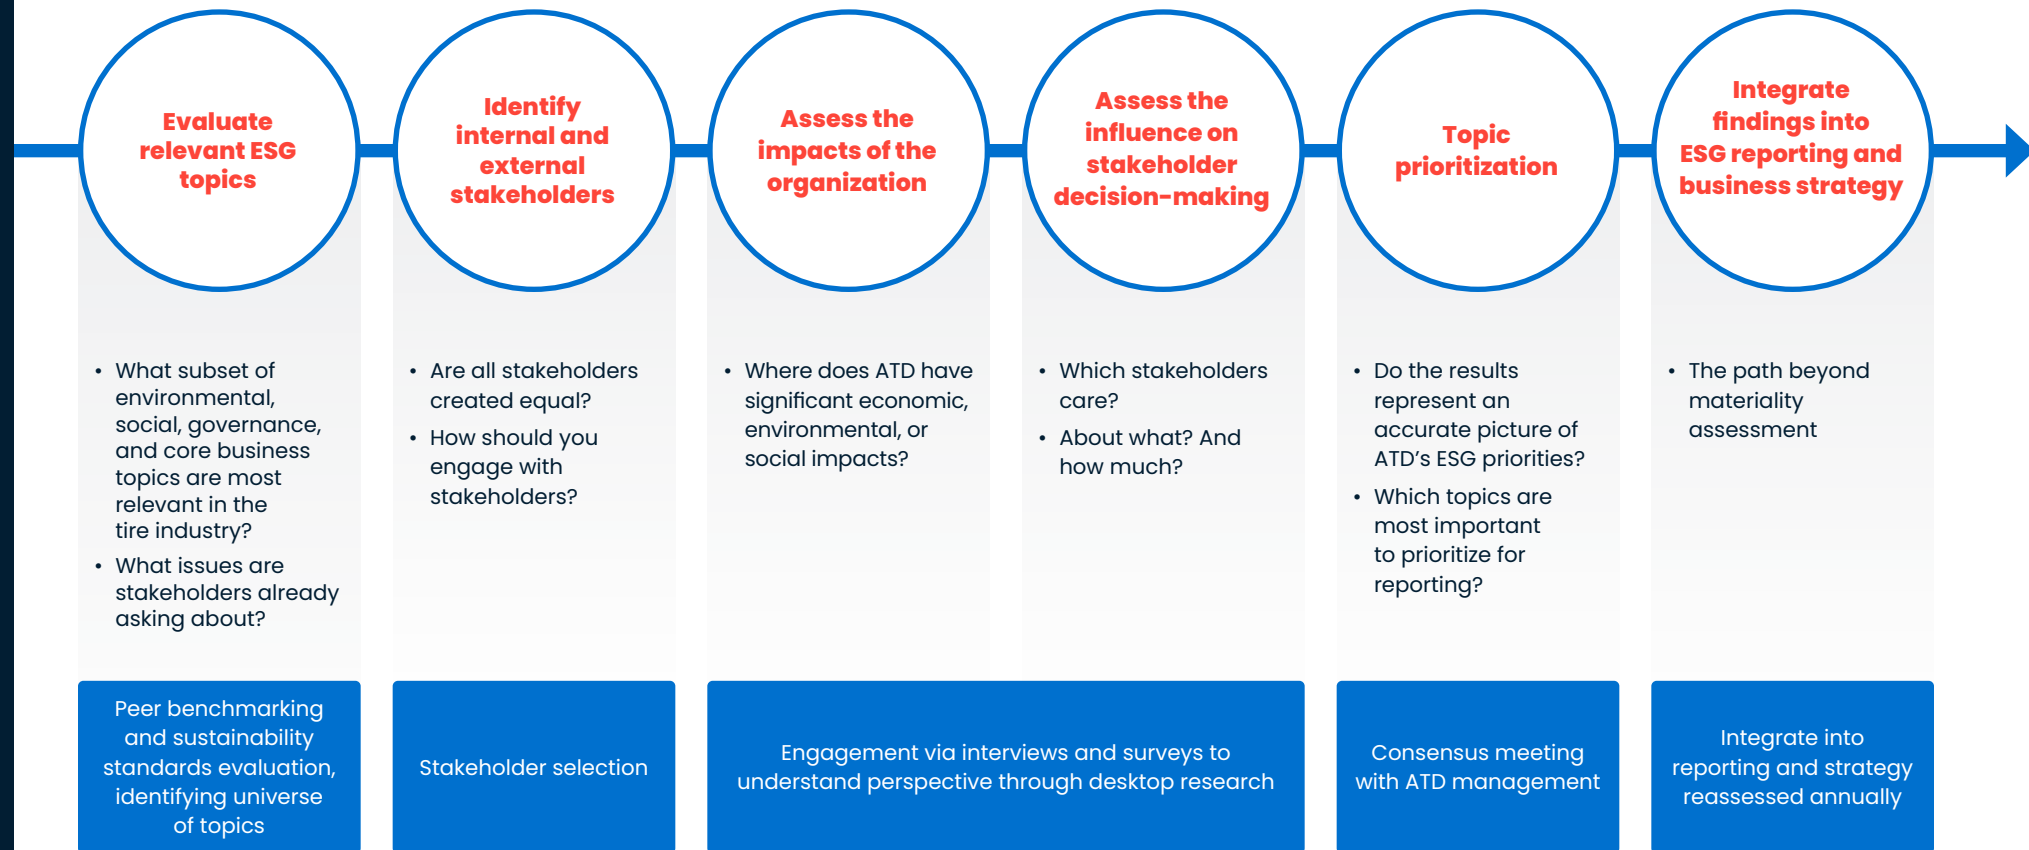 Evaluate
relevant ESG
topics
Identify
internal and
external
stakeholders
Assess the
impacts of the
organization
Assess the
influence on
stakeholder
decision-making
Topic
prioritization
Integrate
findings into
ESG reporting and
business strategy
• What subset of
environmental,
social, governance,
and core business
topics are most
relevant in the
tire industry?
• What issues are
stakeholders already
asking about?
• Are all stakeholders
created equal?
• How should you
engage with
stakeholders?
• Where does ATD have
significant economic,
environmental, or
social impacts?
• Which stakeholders
care?
• About what? And
how much?
• Do the results
represent an
accurate picture of
ATD's ESG priorities?
• Which topics are
most important
to prioritize for
reporting?
• The path beyond
materiality
assessment
Peer benchmarking
and sustainability
standards evaluation,
identifying universe
of topics
Stakeholder selection
Engagement via interviews and surveys to
understand perspective through desktop research
Consensus meeting
with ATD management
Integrate into
reporting and strategy
reassessed annually